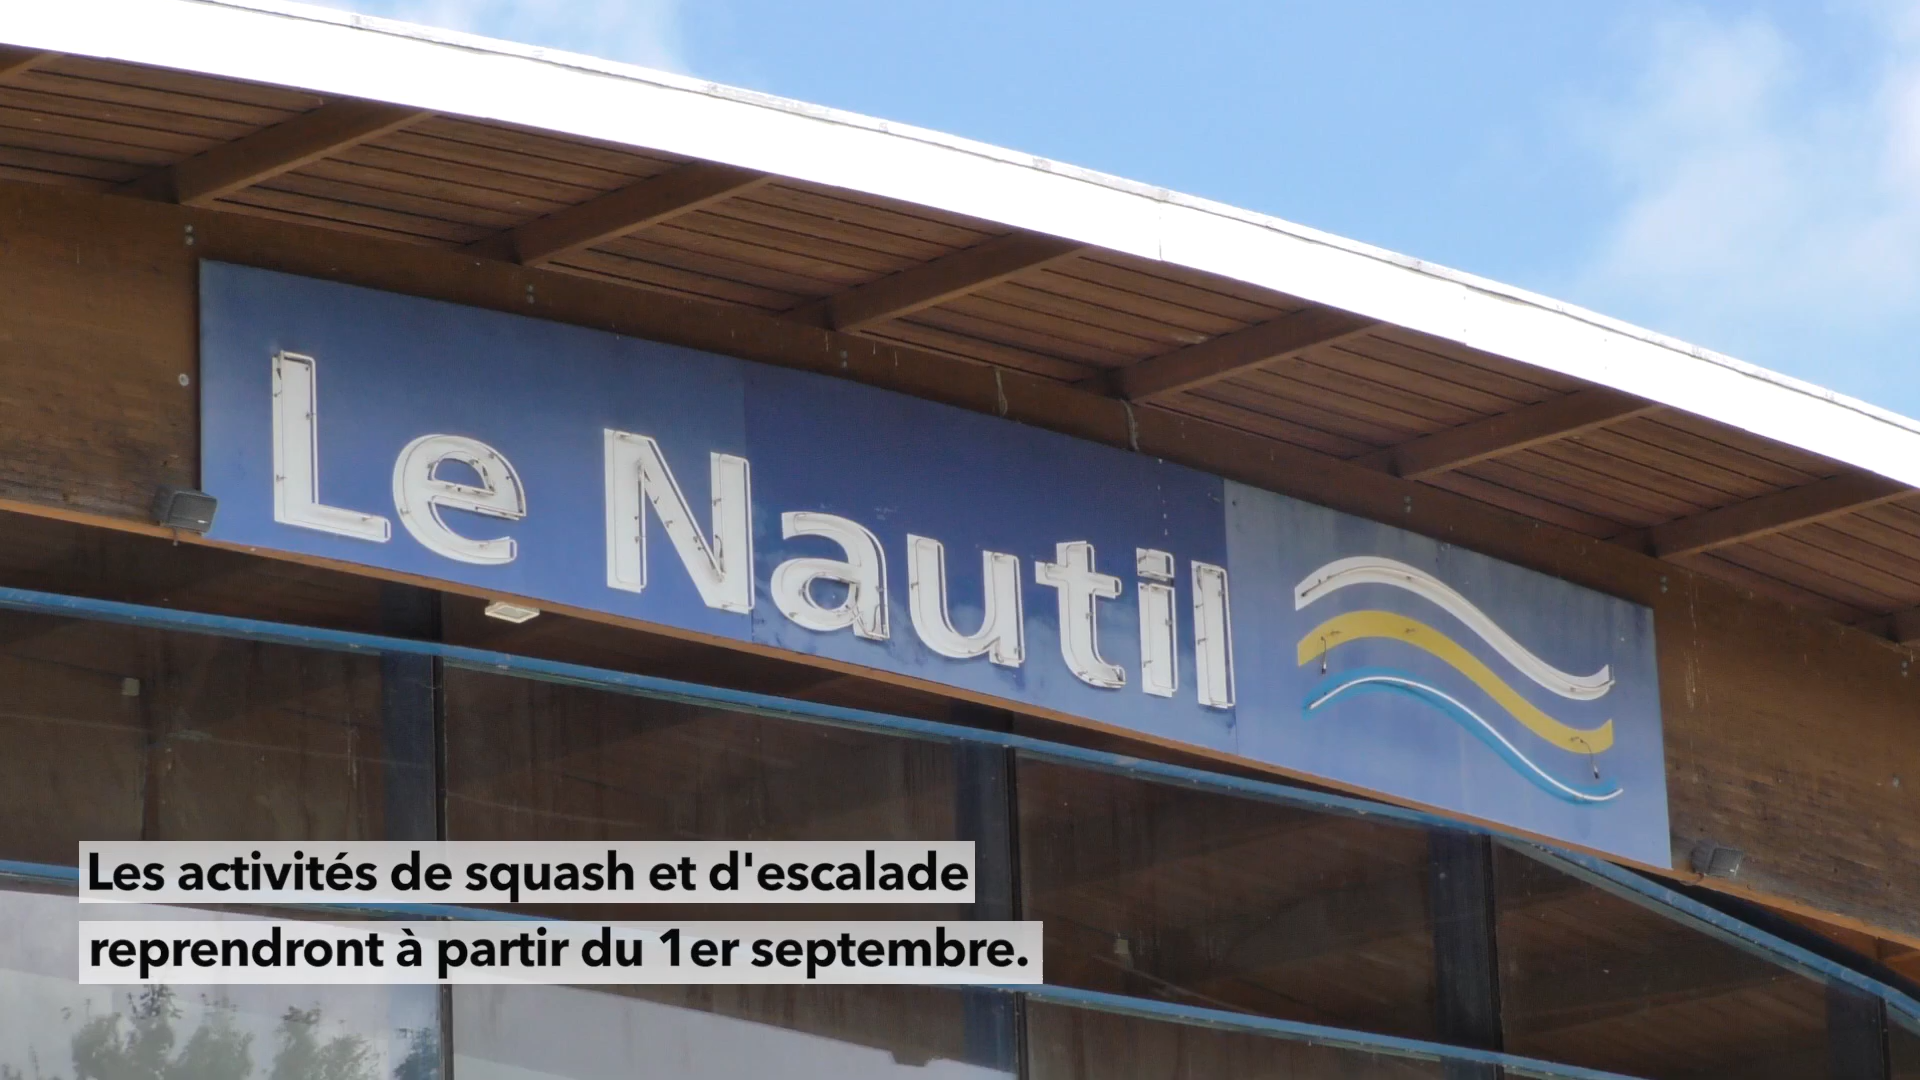 Le Nautil
Les activités de squash et d'escalade
reprendront à partir du 1er septembre.